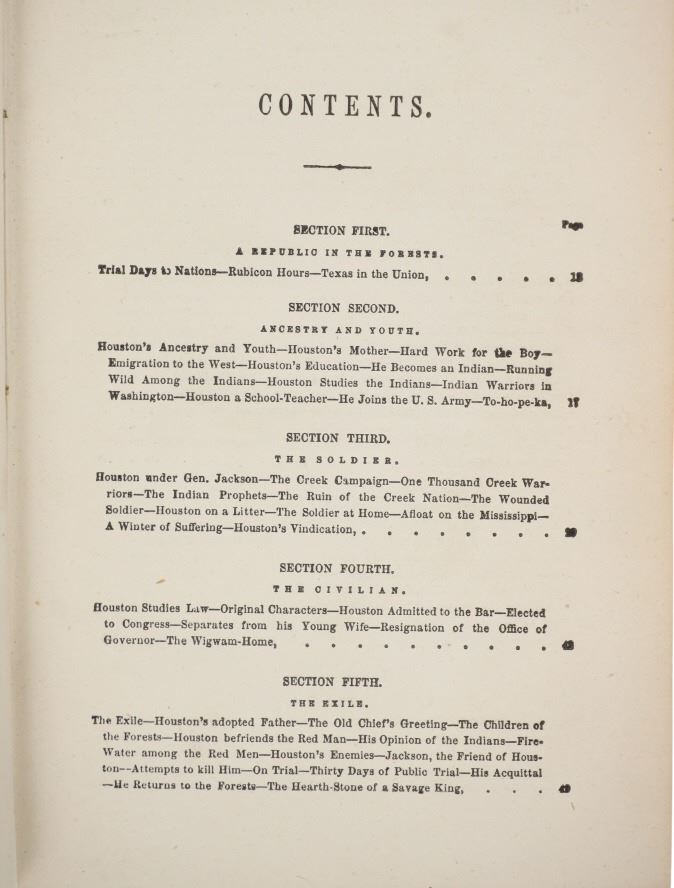 CONTENTS.
Page
SECTION FIRST.
A REPUBLIC IN THE FORESTS.
Trial Days to Nations—Rubicon Hours—Texas in the Union, . . . . . 13
SECTION SECOND.
ANCESTRY AND YOUTH.
Houston's Ancestry and Youth—Houston's Mother—Hard Work for the Boy—
Emigration to the West—Houston's Education—He Becomes an Indian—Running
Wild Among the Indians—Houston Studies the Indians—Indian Warriors in
Washington—Houston a School-Teacher—He Joins the U. S. Army—To-ho-pe-ka, 17
SECTION THIRD.
THE SOLDIER.
Houston under Gen. Jackson—The Creek Campaign—One Thousand Creek War-
riors—The Indian Prophets—The Ruin of the Creek Nation—The Wounded
Soldier—Houston on a Litter—The Soldier at Home—Afloat on the Mississippi—
A Winter of Suffering—Houston's Vindication, . . . . . . . .
SECTION FOURTH.
THE CIVILIAN.
Houston Studies Law—Original Characters—Houston Admitted to the Bar—Elected
to Congress—Separates from his Young Wife—Resignation of the Office of
Governor—The Wigwam-Home, . . . . . . . . . .
SECTION FIFTH.
THE EXILE.
The Exile—Houston's adopted Father—The Old Chief's Greeting—The Children of
the Forests—Houston befriends the Red Man—His Opinion of the Indians—Fire-
Water among the Red Men—Houston's Enemies—Jackson, the Friend of Hous-
ton--Attempts to kill Him—On Trial—Thirty Days of Public Trial—His Acquittal
—He Returns to the Forests—The Hearth-Stone of a Savage King, . . . 49